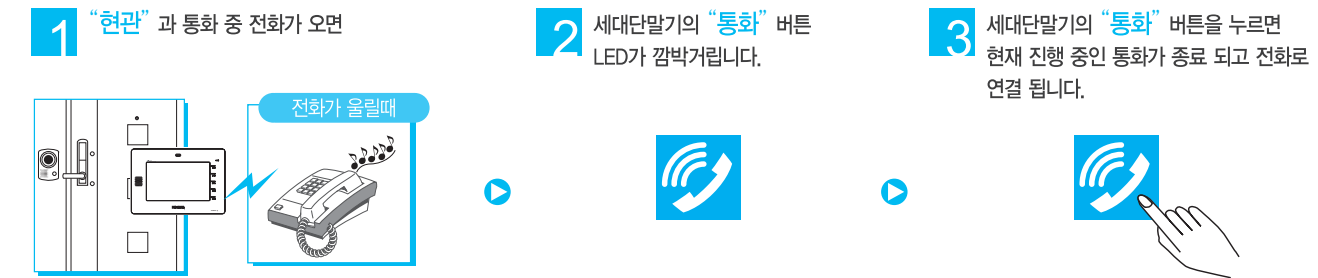 1 "현관" 과 통화 중 전화가 오면
전화가 울릴때
2 세대단말기의 "통화" 버튼
LED가 깜박거립니다.
3 세대단말기의 "통화" 버튼을 누르면
현재 진행 중인 통화가 종료 되고 전화로
연결 됩니다.